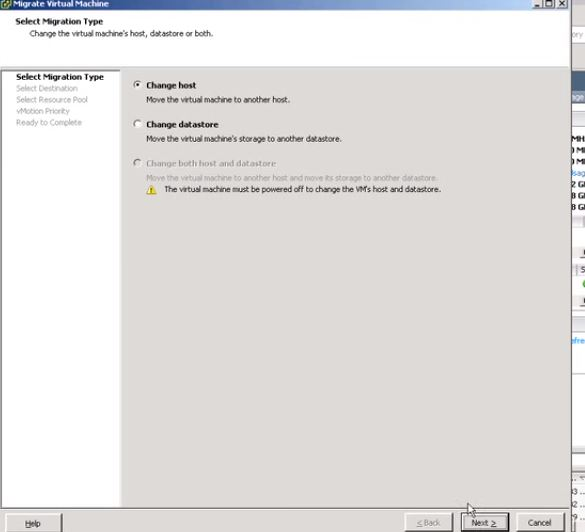 Migrate Virtual Machine
Select Migration Type
Change the virtual machine's host, datastore or both.
Select Migration Type
Select Destination
Select Resource Pool
vMotion Priority
Ready to Complete
Change host
Move the virtual machine to another host.
Change datastore
Move the virtual machine's storage to another datastore.
Change both host and datastore
Move the virtual machine to another host and move its storage to another datastore.
The virtual machine must be powered off to change the VM's host and datastore.
Help
< Back
Next >
Cancel